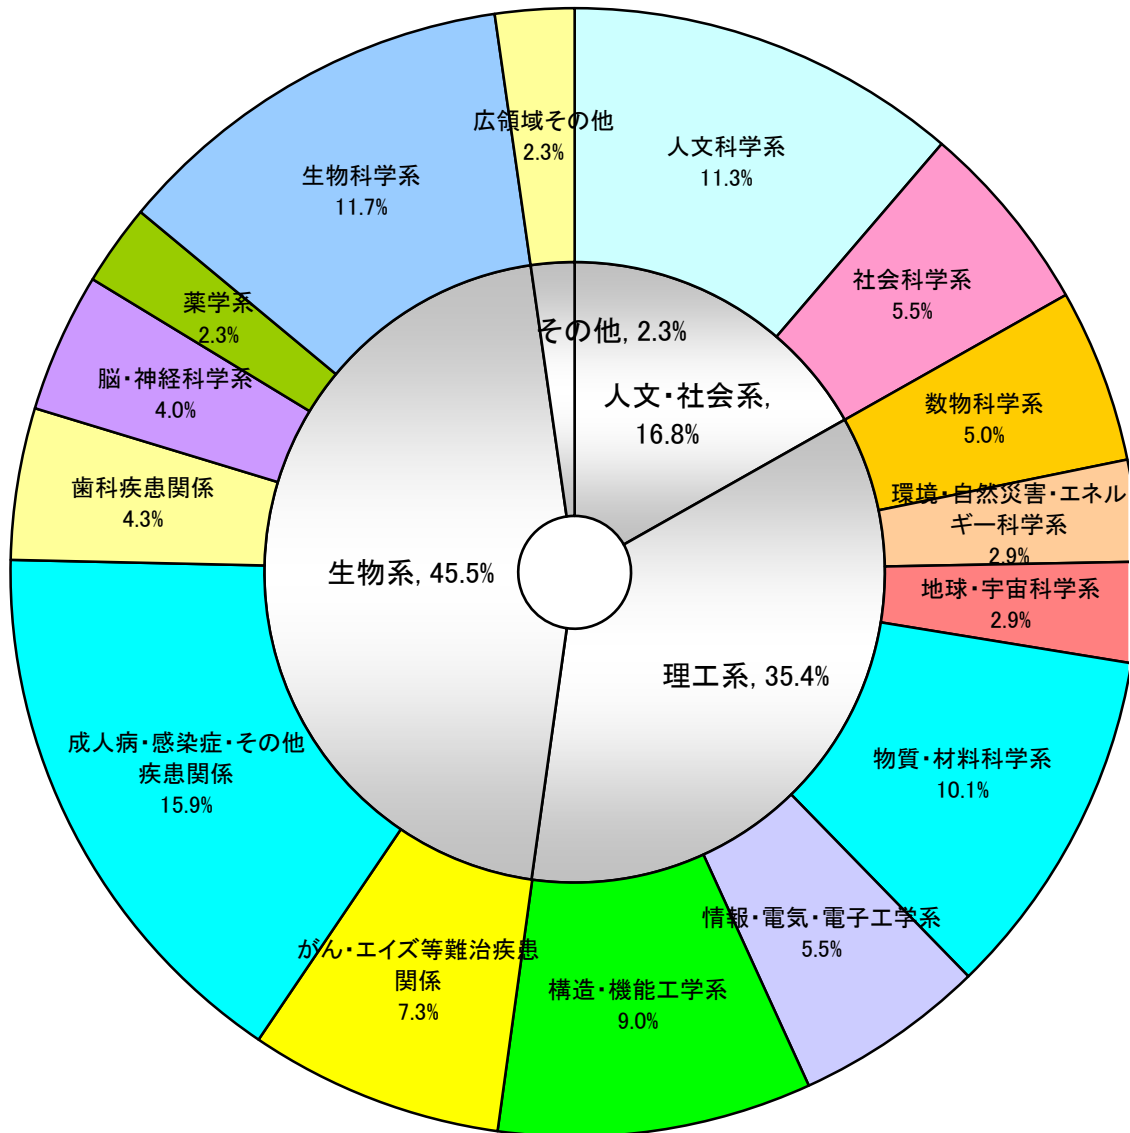 広領域その他
2.3%
人文科学系
11.3%
社会科学系
5.5%
数物科学系
5.0%
環境・自然災害・エネル
ギー科学系
2.9%
地球・宇宙科学系
2.9%
物質・材料科学系
10.1%
情報・電気・電子工学系
5.5%
構造・機能工学系
9.0%
がん・エイズ等難治疾患
関係
7.3%
成人病・感染症・その他
疾患関係
15.9%
歯科疾患関係
4.3%
脳・神経科学系
4.0%
薬学系
2.3%
生物科学系
11.7%
その他, 2.3%
人文・社会系,
16.8%
理工系, 35.4%
生物系, 45.5%